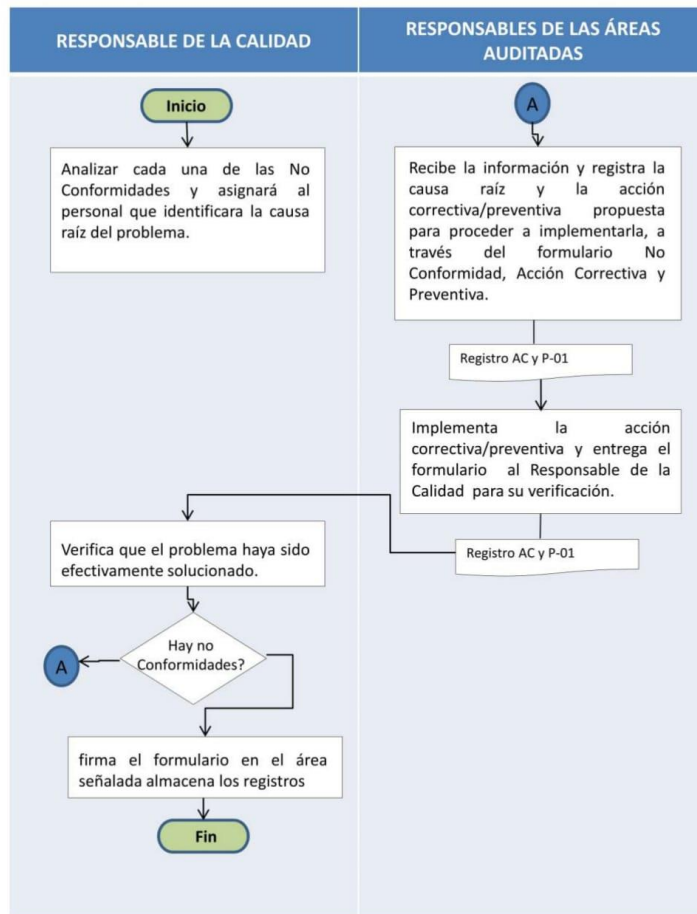 RESPONSABLE DE LA CALIDAD
RESPONSABLES DE LAS ÁREAS
AUDITADAS
Inicio
Analizar cada una de las No
Conformidades y asignará al
personal que identificara la causa
raíz del problema.
A
Recibe la información y registra la
causa raíz y la acción
correctiva/preventiva propuesta
para proceder a implementarla, a
través del formulario No
Conformidad, Acción Correctiva y
Preventiva.
Registro AC y P-01
Implementa la acción
correctiva/preventiva y entrega el
formulario al Responsable de la
Calidad para su verificación.
Registro AC y P-01
Verifica que el problema haya sido
efectivamente solucionado.
Hay no
Conformidades?
A
firma el formulario en el área
señalada almacena los registros
Fin